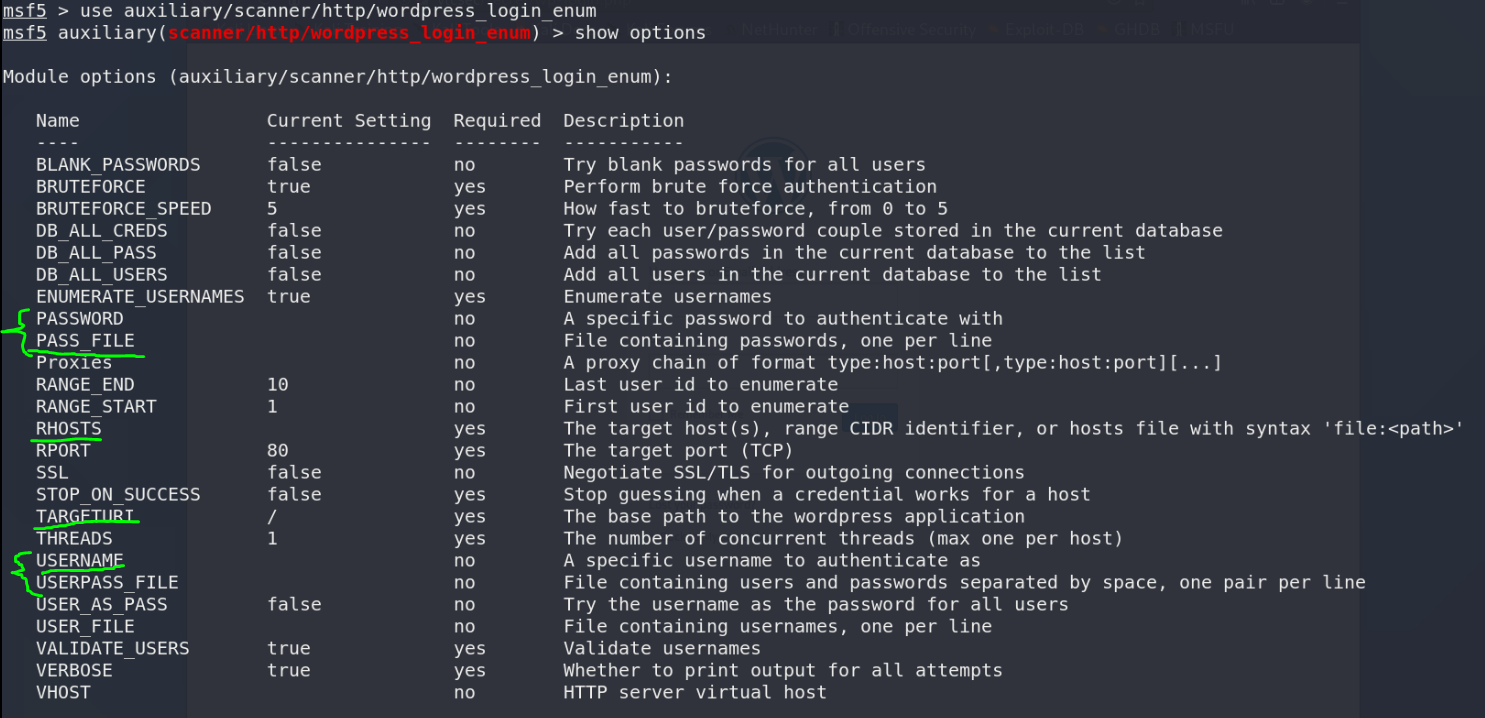 msf5 > use auxiliary/scanner/http/wordpress_login_enum
msf5 auxiliary(scanner/http/wordpress_login_enum) > show options
NetHunter Offensive Security Exploit-DB GHDB MSFU
Module options (auxiliary/scanner/http/wordpress_login_enum):
Name Current Setting Required Description
---- --------------- -------- -----------
BLANK_PASSWORDS false no Try blank passwords for all users
BRUTEFORCE true yes Perform brute force authentication
BRUTEFORCE_SPEED 5 yes How fast to bruteforce, from 0 to 5
DB_ALL_CREDS false no Try each user/password couple stored in the current database
DB_ALL_PASS false no Add all passwords in the current database to the list
DB_ALL_USERS false no Add all users in the current database to the list
ENUMERATE_USERNAMES true yes Enumerate usernames
PASSWORD no A specific password to authenticate with
PASS_FILE no File containing passwords, one per line
Proxies no A proxy chain of format type:host:port[,type:host:port][...]
RANGE_END 10 no Last user id to enumerate
RANGE_START 1 no First user id to enumerate
RHOSTS yes The target host(s), range CIDR identifier, or hosts file with syntax 'file:<path>'
RPORT 80 yes The target port (TCP)
SSL false no Negotiate SSL/TLS for outgoing connections
STOP_ON_SUCCESS false yes Stop guessing when a credential works for a host
TARGETURI / yes The base path to the wordpress application
THREADS 1 yes The number of concurrent threads (max one per host)
USERNAME no A specific username to authenticate as
USERPASS_FILE no File containing users and passwords separated by space, one pair per line
USER_AS_PASS false no Try the username as the password for all users
USER_FILE no File containing usernames, one per line
VALIDATE_USERS true yes Validate usernames
VERBOSE true yes Whether to print output for all attempts
VHOST no HTTP server virtual host